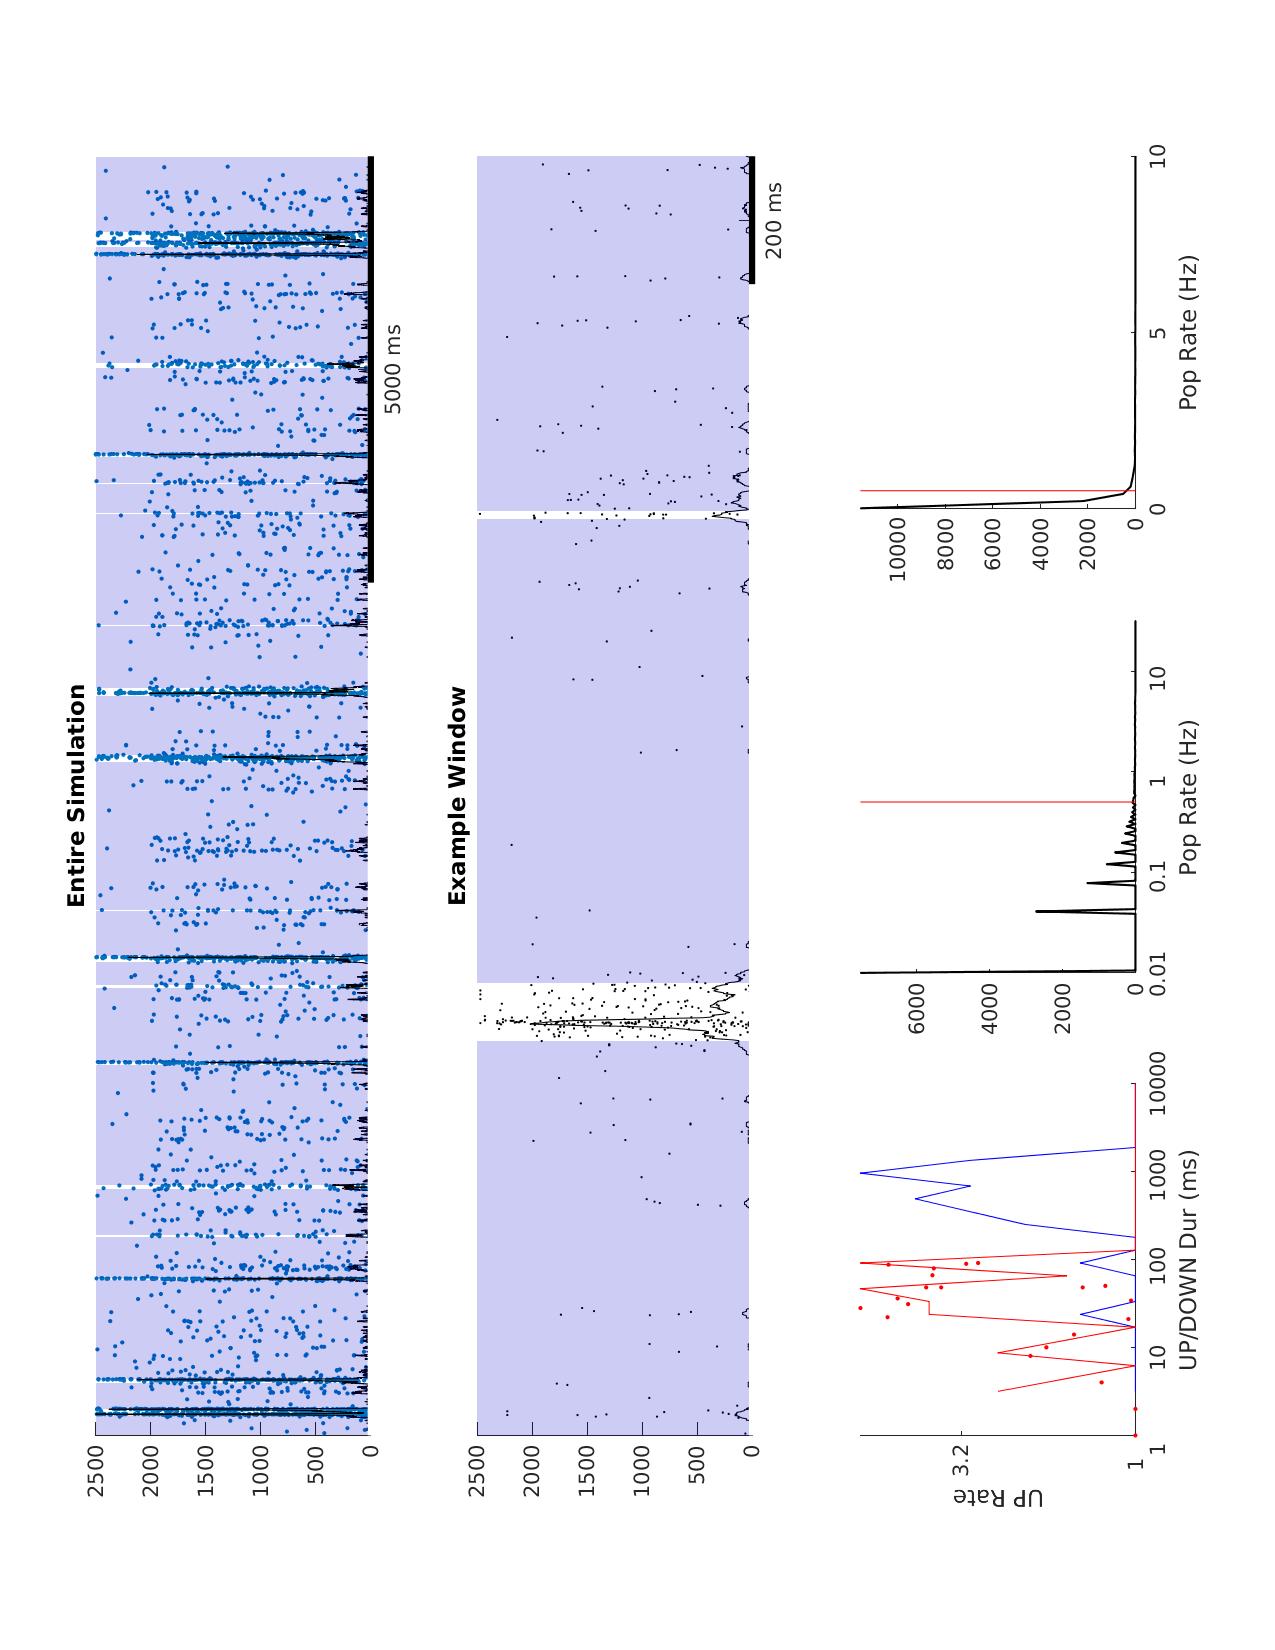 Entire Simulation
2500
2000
1500
1000
500
0
5000 ms
Example Window
2500
2000
1500
1000
500
0
200 ms
UP Rate
3.2
1
1 10 100 1000 10000
UP/DOWN Dur (ms)
6000
4000
2000
0
0.01 0.1 1 10
Pop Rate (Hz)
10000
8000
6000
4000
2000
0
0 5 10
Pop Rate (Hz)